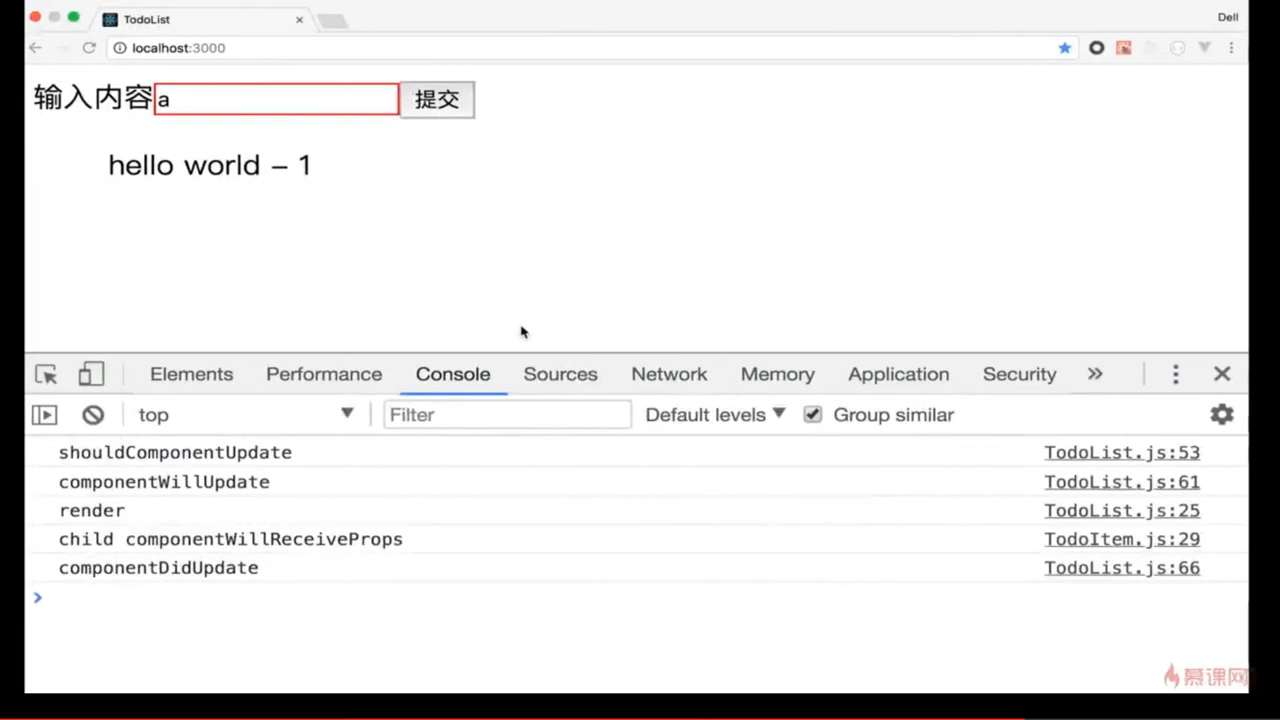 TodoList
Dell
localhost:3000
输入内容 a 提交
hello world – 1
Elements Performance Console Sources Network Memory Application Security
top Filter Default levels Group similar
shouldComponentUpdate TodoList.js:53
componentWillUpdate TodoList.js:61
render TodoList.js:25
child componentWillReceiveProps TodoItem.js:29
componentDidUpdate TodoList.js:66
慕课网